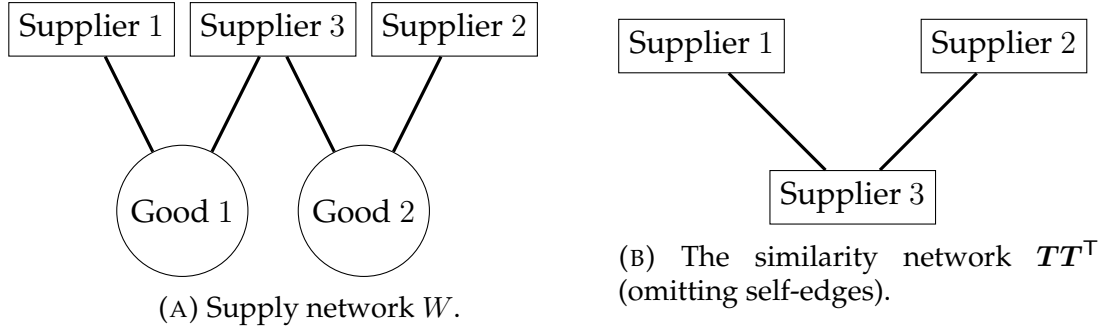 Supplier 1
Supplier 3
Supplier 2
Good 1
Good 2
(A) Supply network W.
Supplier 1
Supplier 2
Supplier 3
(B) The similarity network TTᵀ
(omitting self-edges).